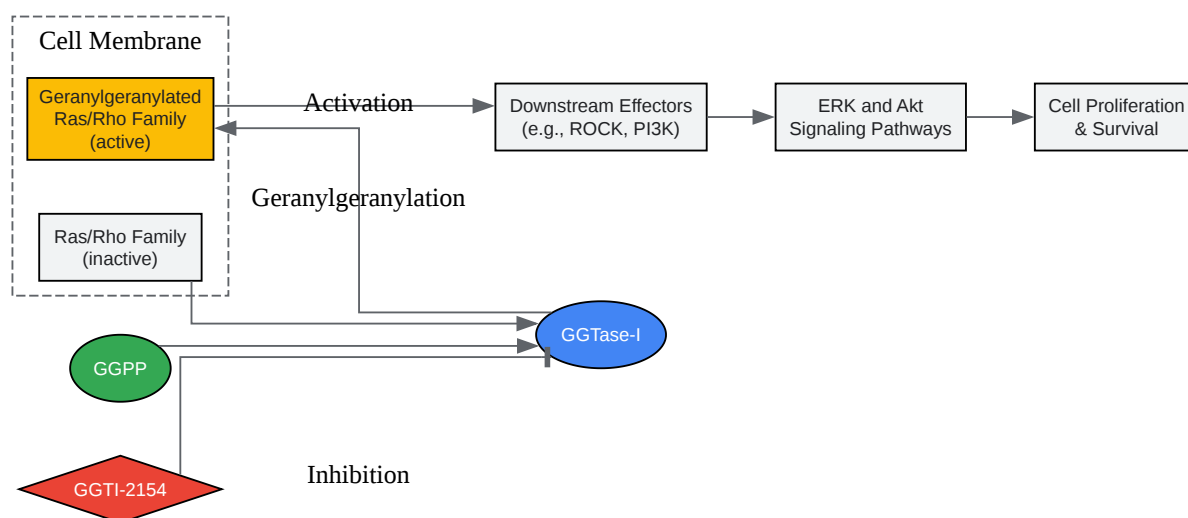 Cell Membrane
Geranylgeranylated
Ras/Rho Family
(active)
Activation
Downstream Effectors
(e.g., ROCK, PI3K)
ERK and Akt
Signaling Pathways
Cell Proliferation
& Survival
Geranylgeranylation
Ras/Rho Family
(inactive)
GGTase-I
GGPP
Inhibition
GGTI-2154